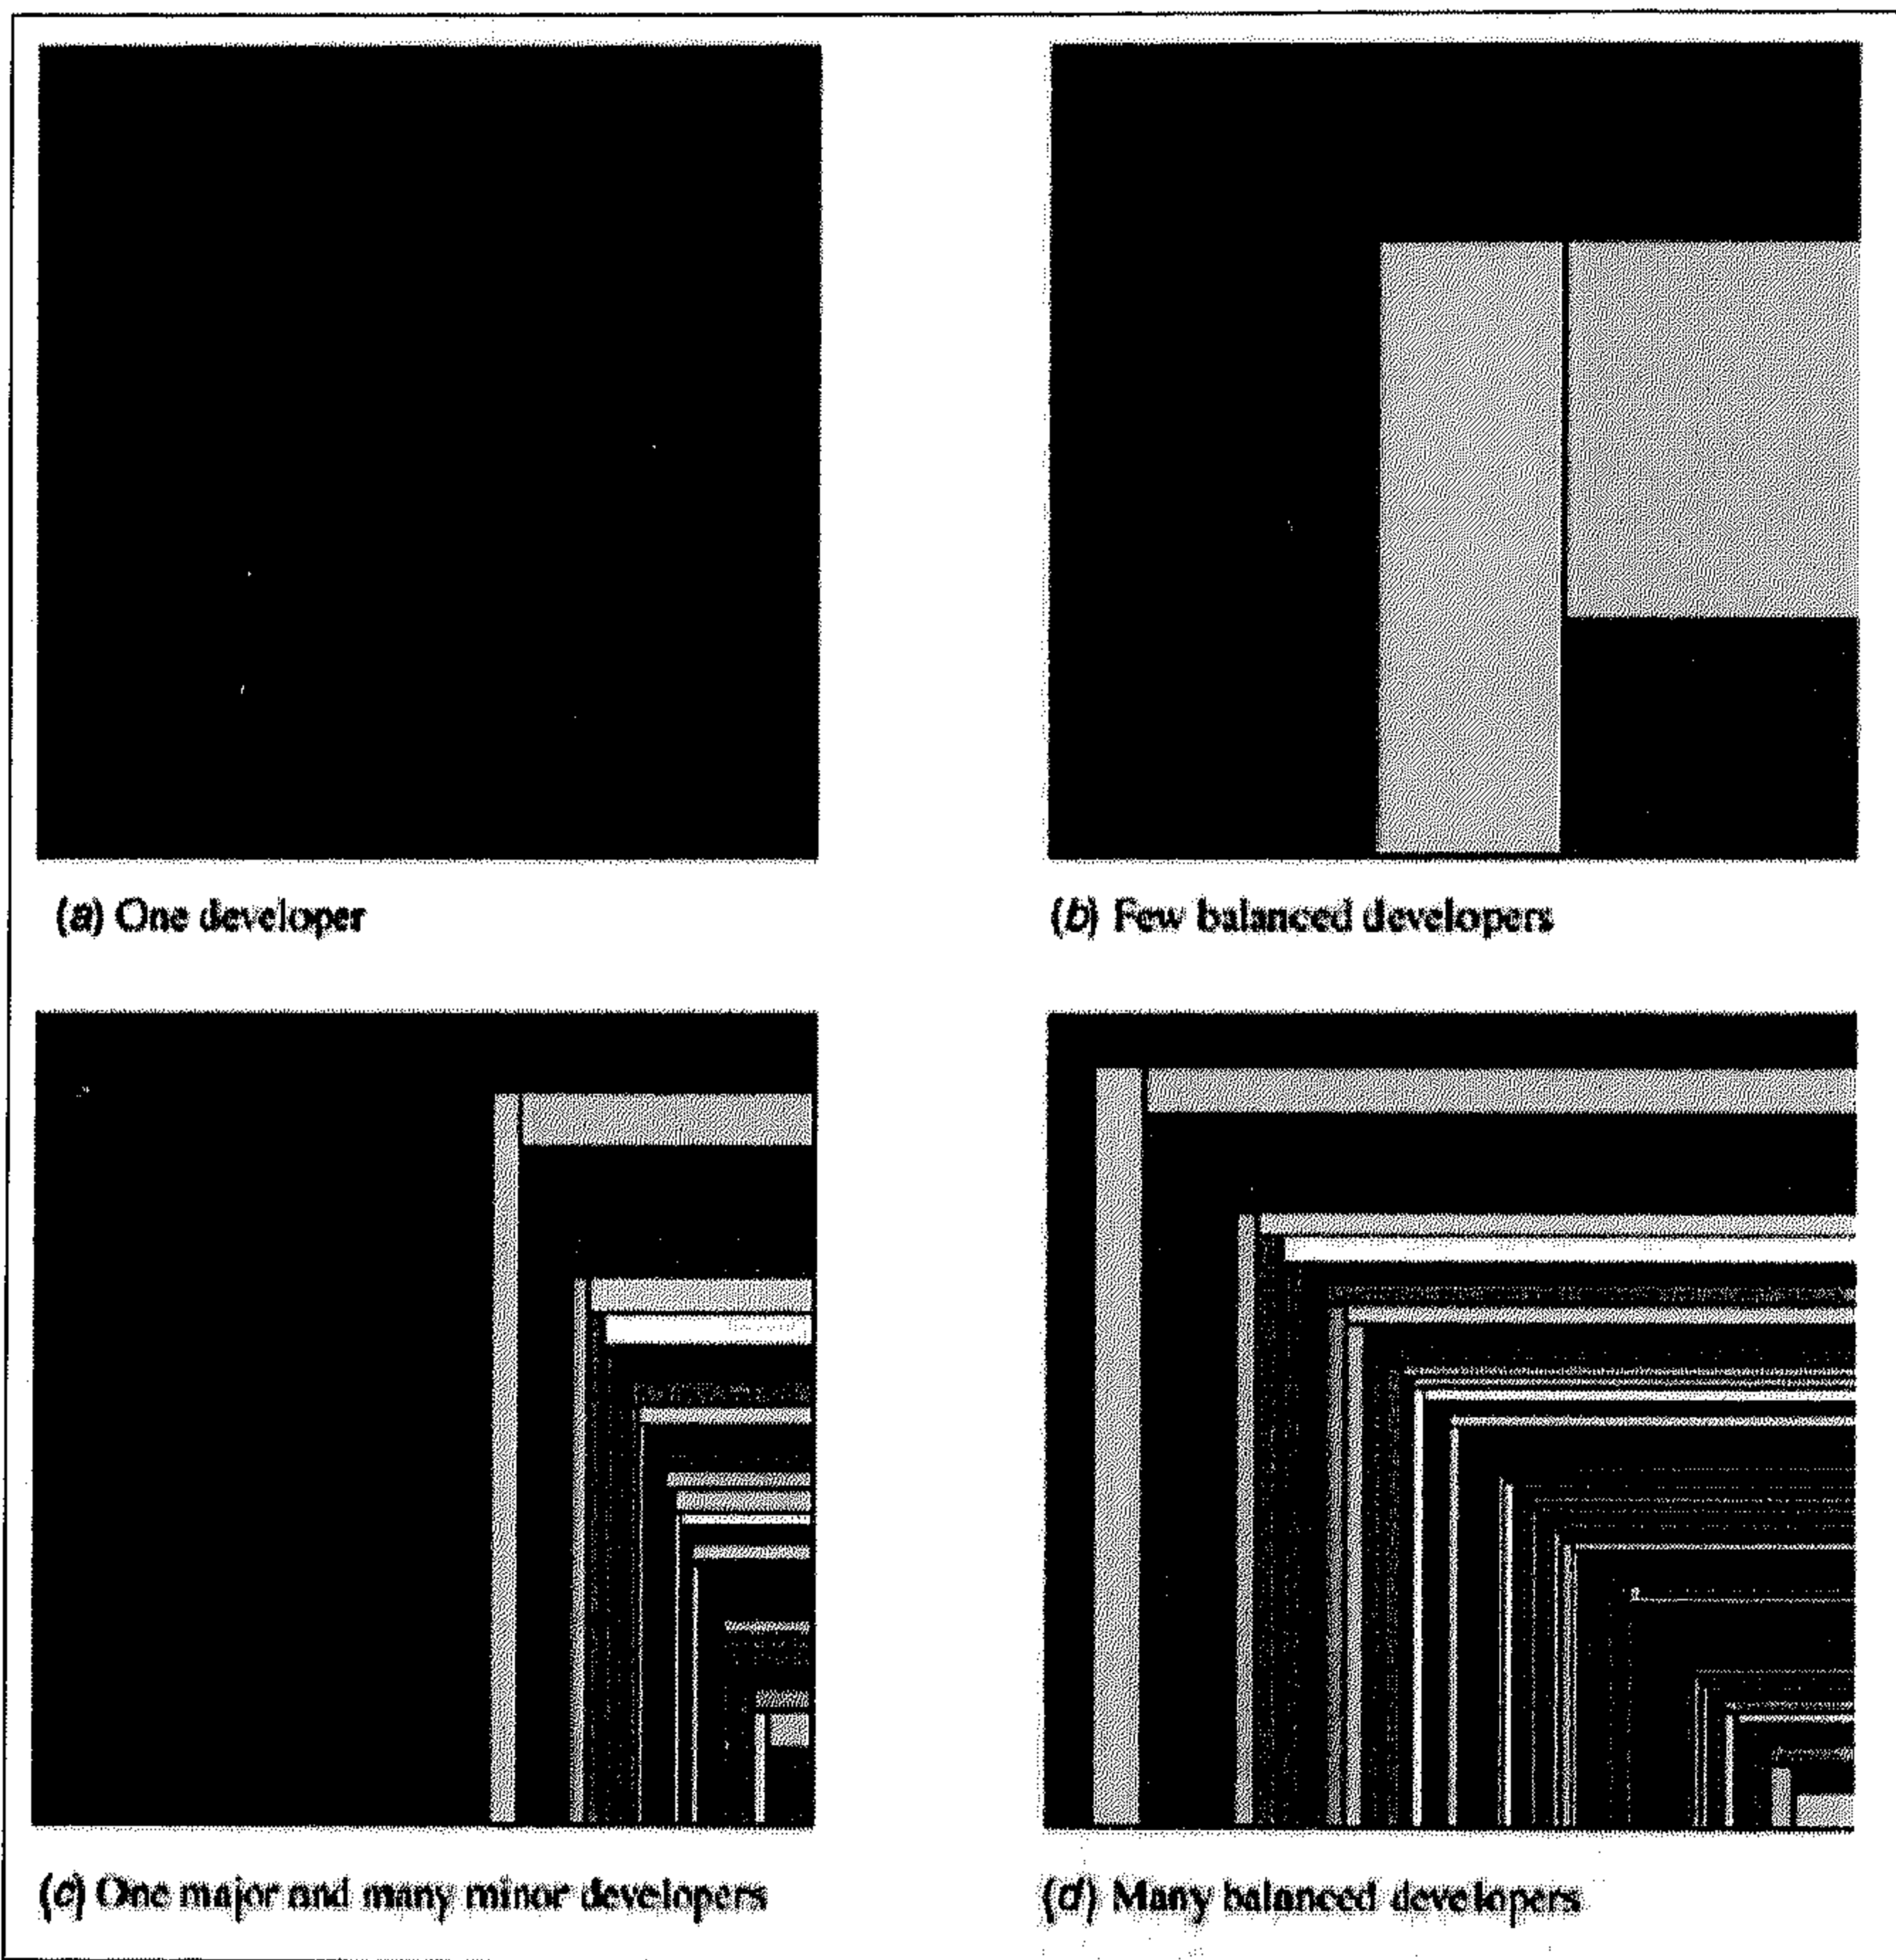 (a) One developer
(b) Few balanced developers
(c) One major and many minor developers
(d) Many balanced developers